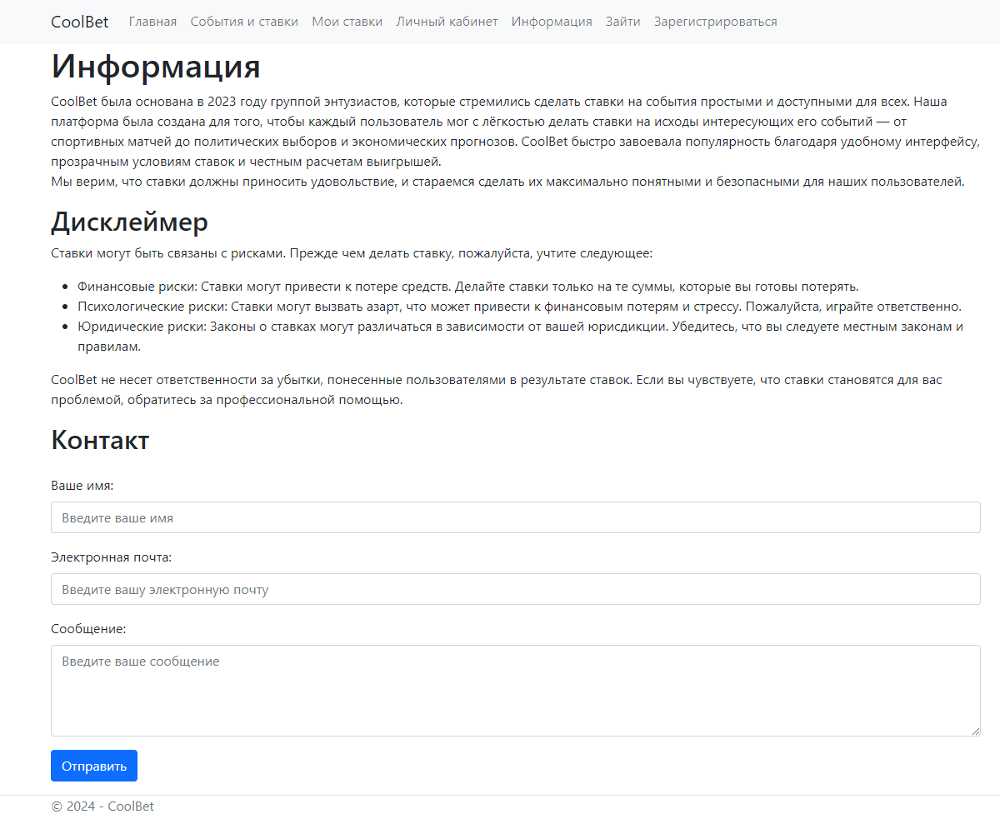 CoolBet Главная События и ставки Мои ставки Личный кабинет Информация Зайти Зарегистрироваться
Информация
CoolBet была основана в 2023 году группой энтузиастов, которые стремились сделать ставки на события простыми и доступными для всех. Наша
платформа была создана для того, чтобы каждый пользователь мог с лёгкостью делать ставки на исходы интересующих его событий — от
спортивных матчей до политических выборов и экономических прогнозов. CoolBet быстро завоевала популярность благодаря удобному интерфейсу,
прозрачным условиям ставок и честным расчетам выигрышей.
Мы верим, что ставки должны приносить удовольствие, и стараемся сделать их максимально понятными и безопасными для наших пользователей.
Дисклеймер
Ставки могут быть связаны с рисками. Прежде чем делать ставку, пожалуйста, учтите следующее:
• Финансовые риски: Ставки могут привести к потере средств. Делайте ставки только на те суммы, которые вы готовы потерять.
• Психологические риски: Ставки могут вызвать азарт, что может привести к финансовым потерям и стрессу. Пожалуйста, играйте ответственно.
• Юридические риски: Законы о ставках могут различаться в зависимости от вашей юрисдикции. Убедитесь, что вы следуете местным законам и
правилам.
CoolBet не несет ответственности за убытки, понесенные пользователями в результате ставок. Если вы чувствуете, что ставки становятся для вас
проблемой, обратитесь за профессиональной помощью.
Контакт
Ваше имя:
Введите ваше имя
Электронная почта:
Введите вашу электронную почту
Сообщение:
Введите ваше сообщение
Отправить
© 2024 - CoolBet